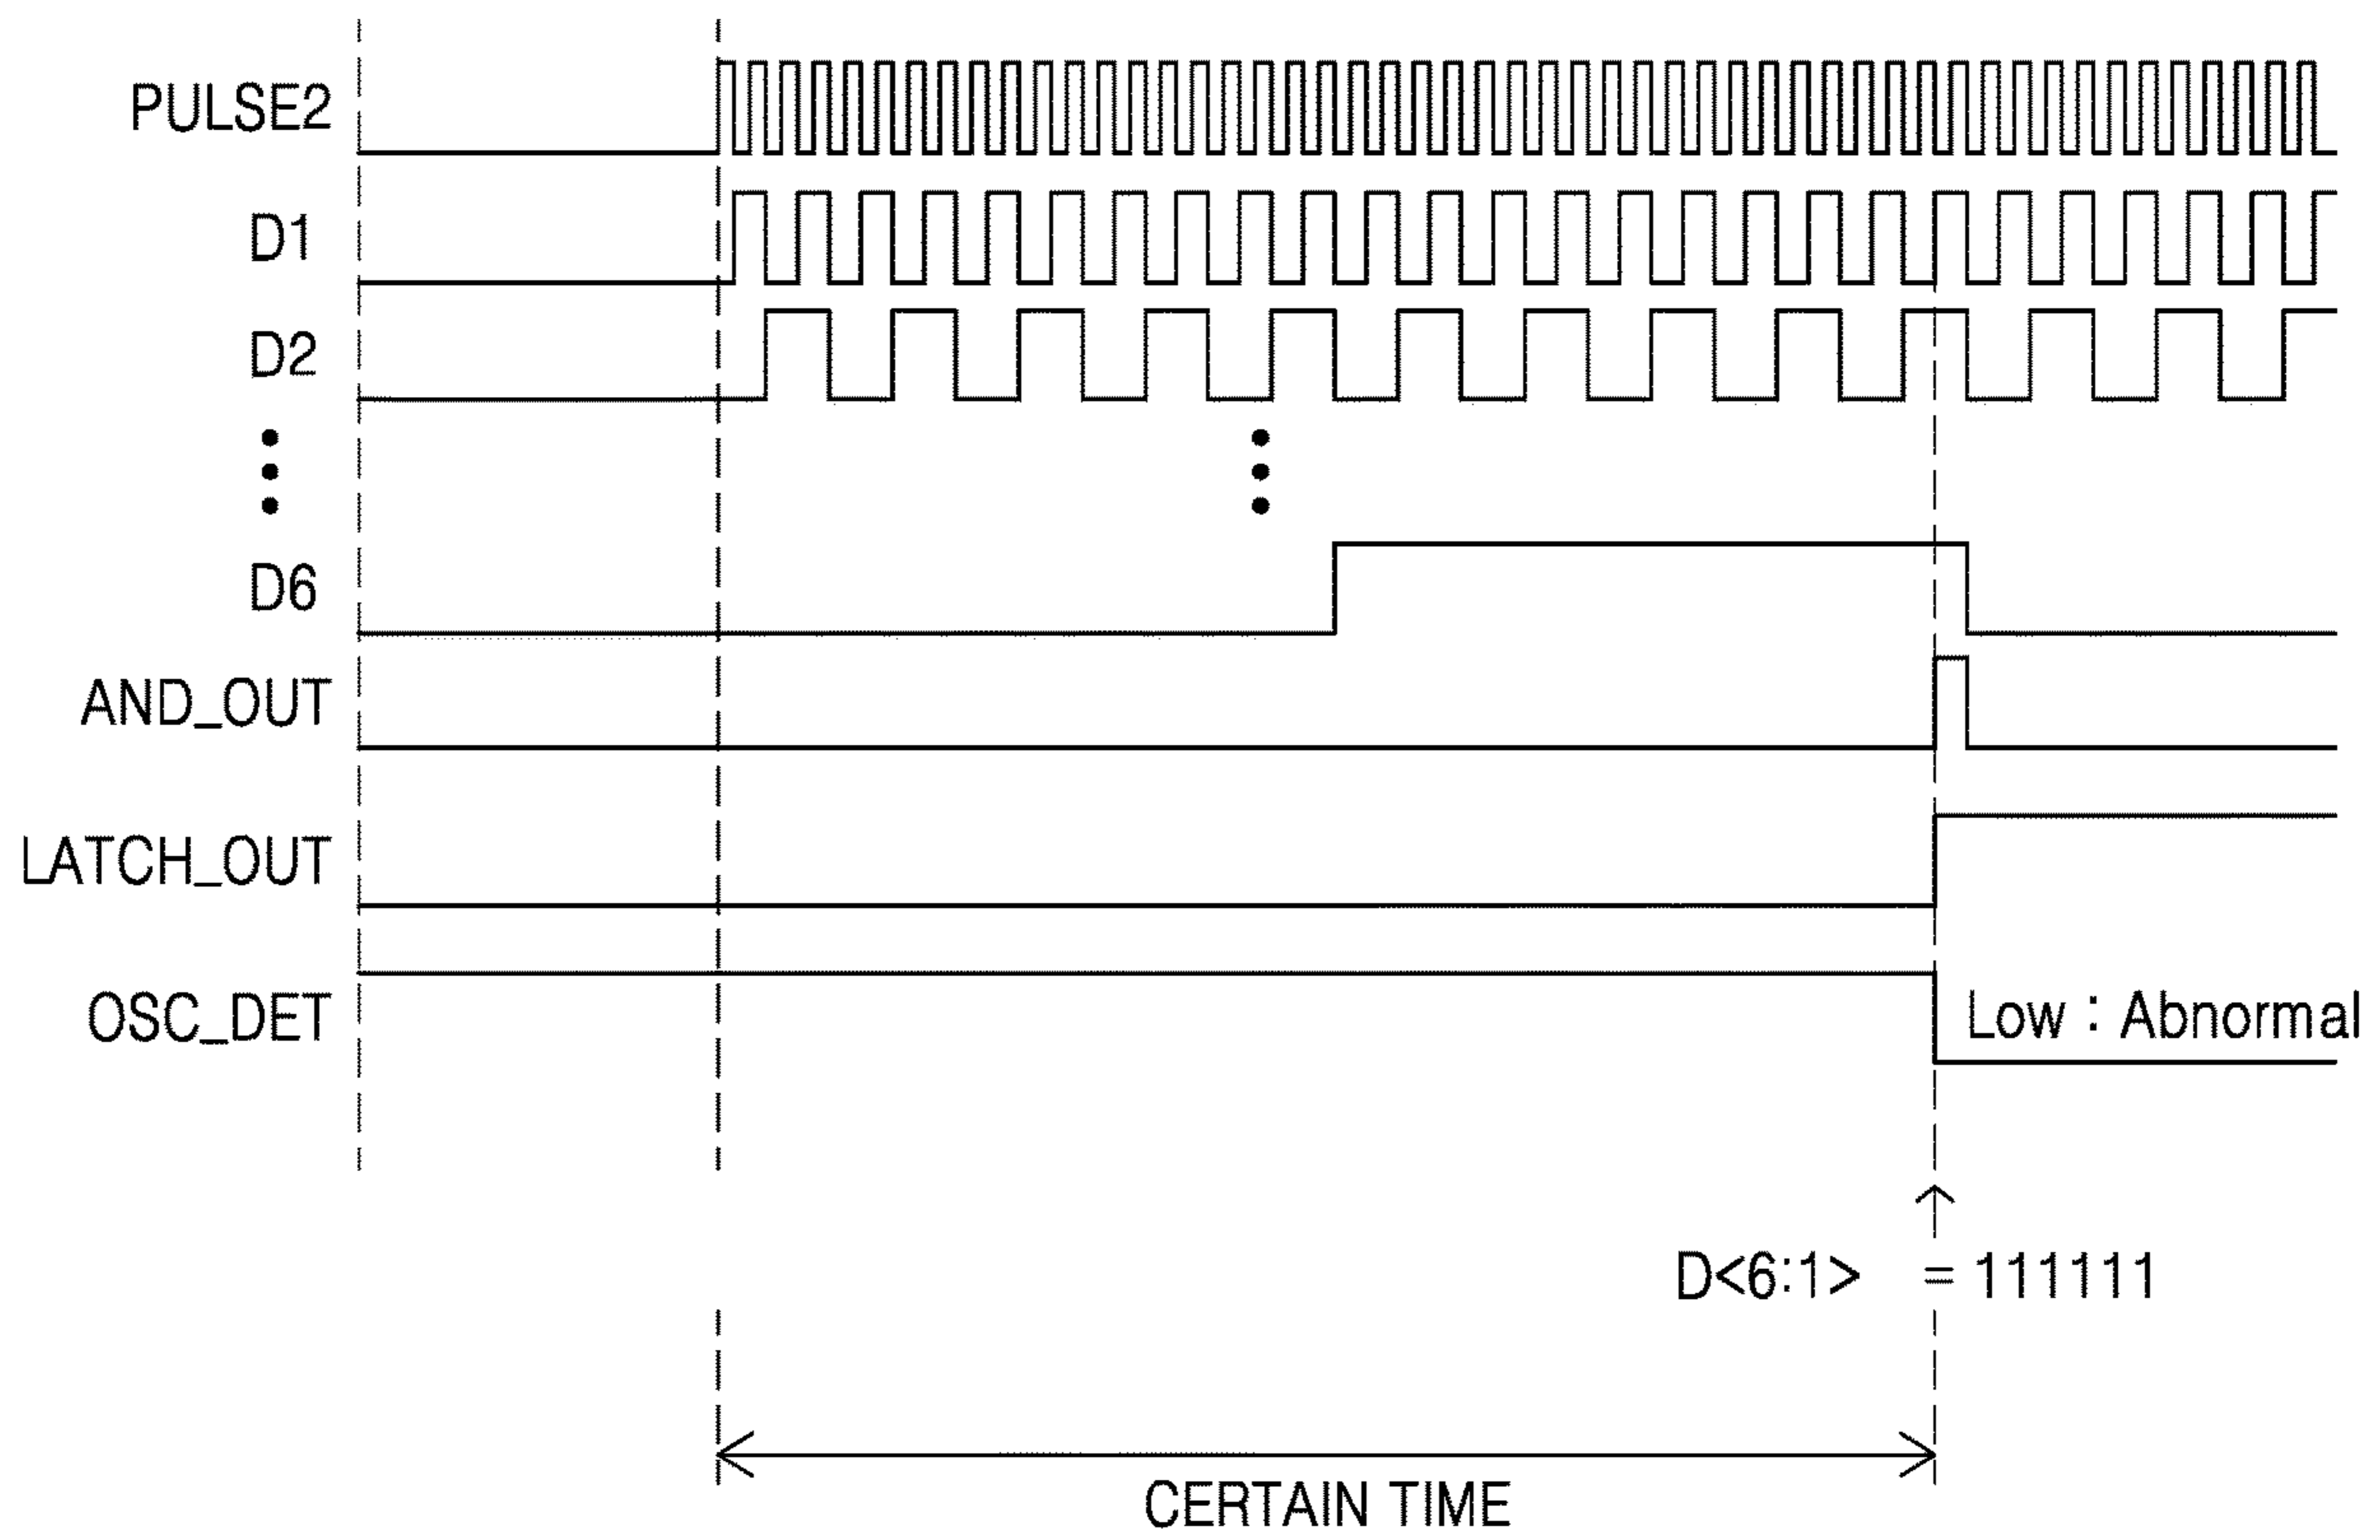 PULSE2
D1
D2
D6
AND_OUT
LATCH_OUT
OSC_DET
Low : Abnormal
D<6:1> = 111111
CERTAIN TIME